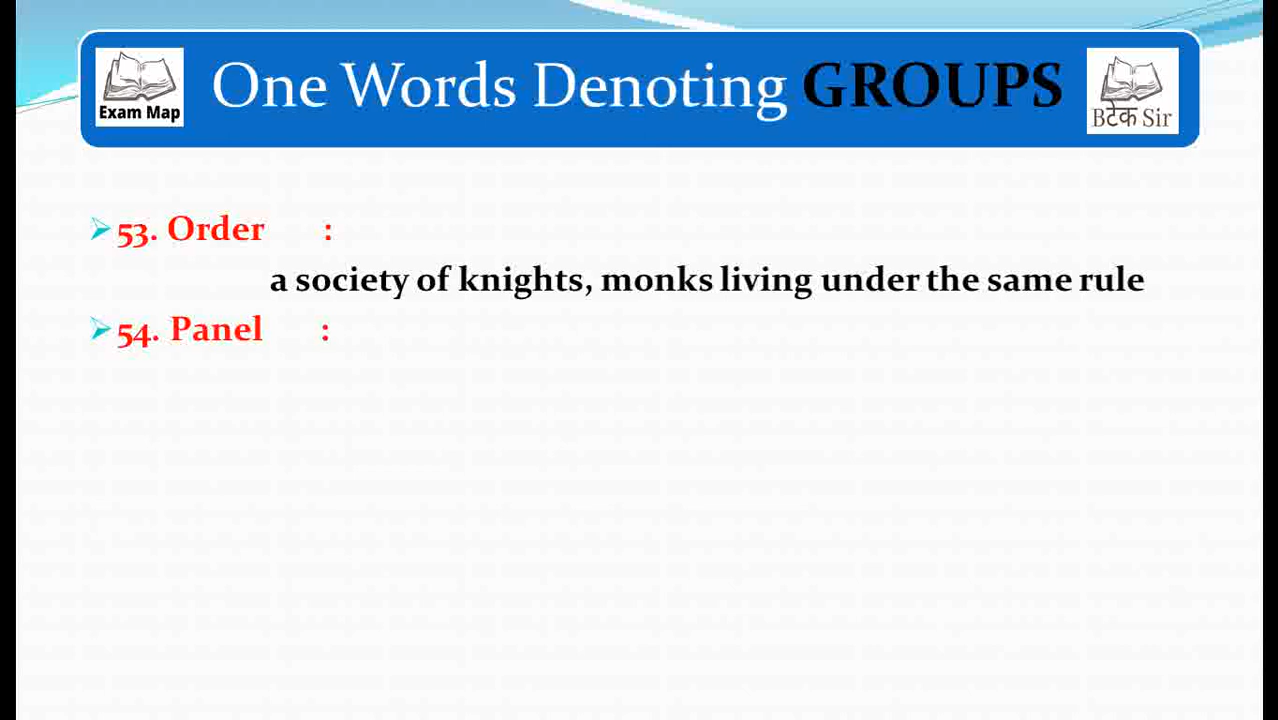 One Words Denoting GROUPS
Exam Map
Bटेक Sir
53. Order :
a society of knights, monks living under the same rule
54. Panel :